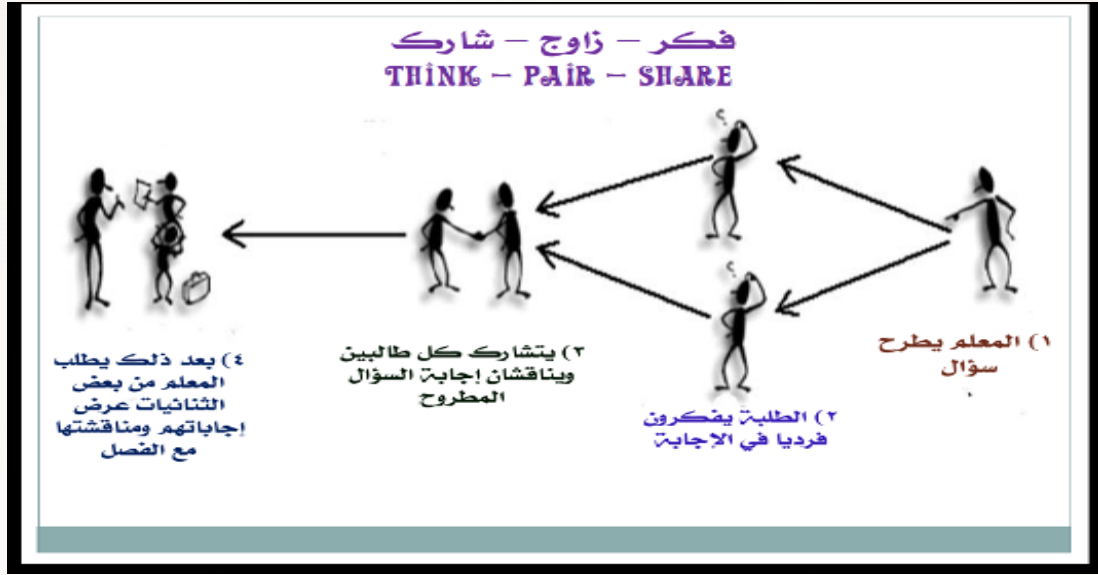 فكر – زاوج – شارك
THINK – PAIR – SHARE
؟
؟
١) المعلم يطرح
سؤال
٢) الطلبة يفكرون
فرديا في الإجابة
٣) يتشارك كل طالبين
ويناقشان إجابة السؤال
المطروح
٤) بعد ذلك يطلب
المعلم من بعض
الثنائيات عرض
إجاباتهم ومناقشتها
مع الفصل